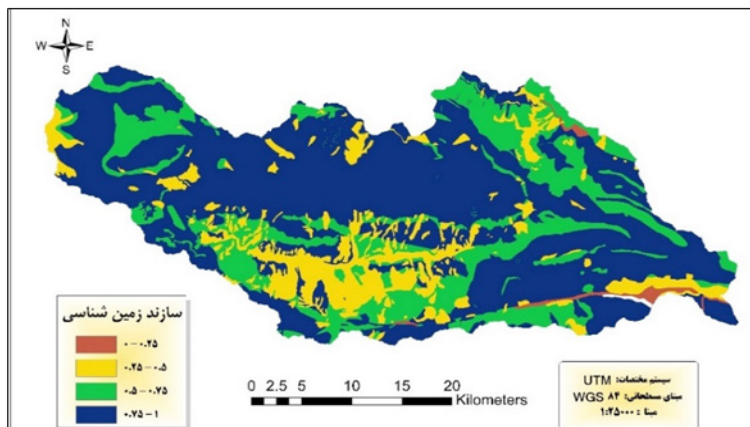 N
W E
S
سازند زمین شناسی
۰ – ۰.۲۵
۰.۲۵ – ۰.۵
۰.۵ – ۰.۷۵
۰.۷۵ – ۱
0 2.5 5 10 15 20
Kilometers
سیستم مختصات: UTM
مبنای مسطحاتی: WGS ۸۴
مبنا : ۱:۲۵۰۰۰